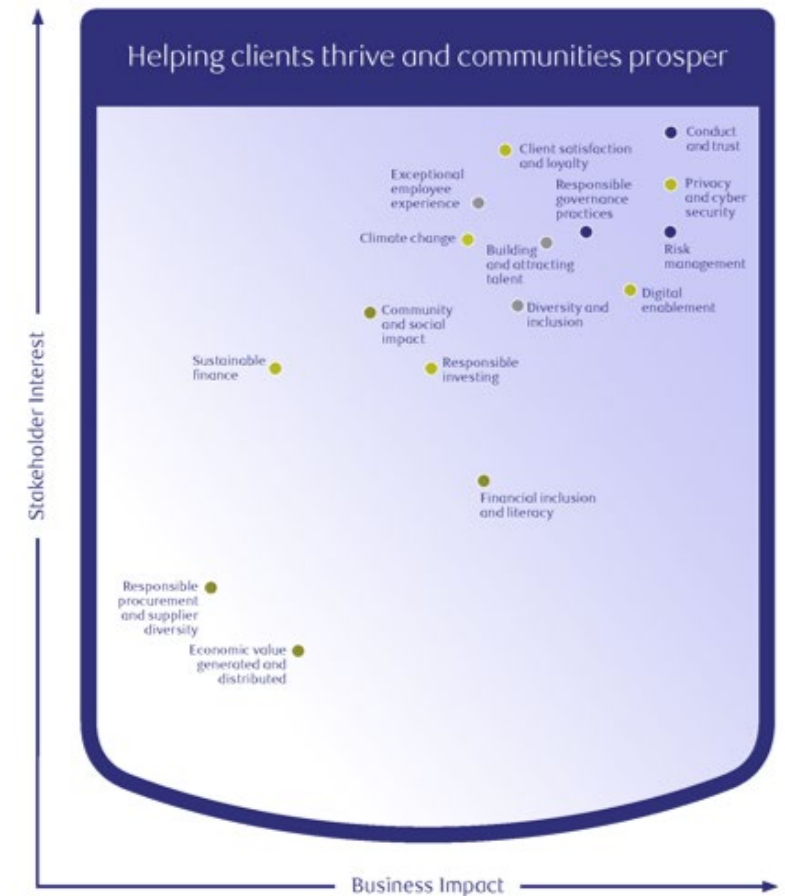 Helping clients thrive and communities prosper
Conduct
and trust
Client satisfaction
and loyalty
Exceptional
employee
experience
Responsible
governance
practices
Privacy
and cyber
security
Climate change
Building
and attracting
talent
Risk
management
Digital
enablement
Community
and social
impact
Diversity and
inclusion
Sustainable
finance
Responsible
investing
Financial inclusion
and literacy
Responsible
procurement
and supplier
diversity
Economic value
generated and
distributed
Stakeholder Interest
Business Impact